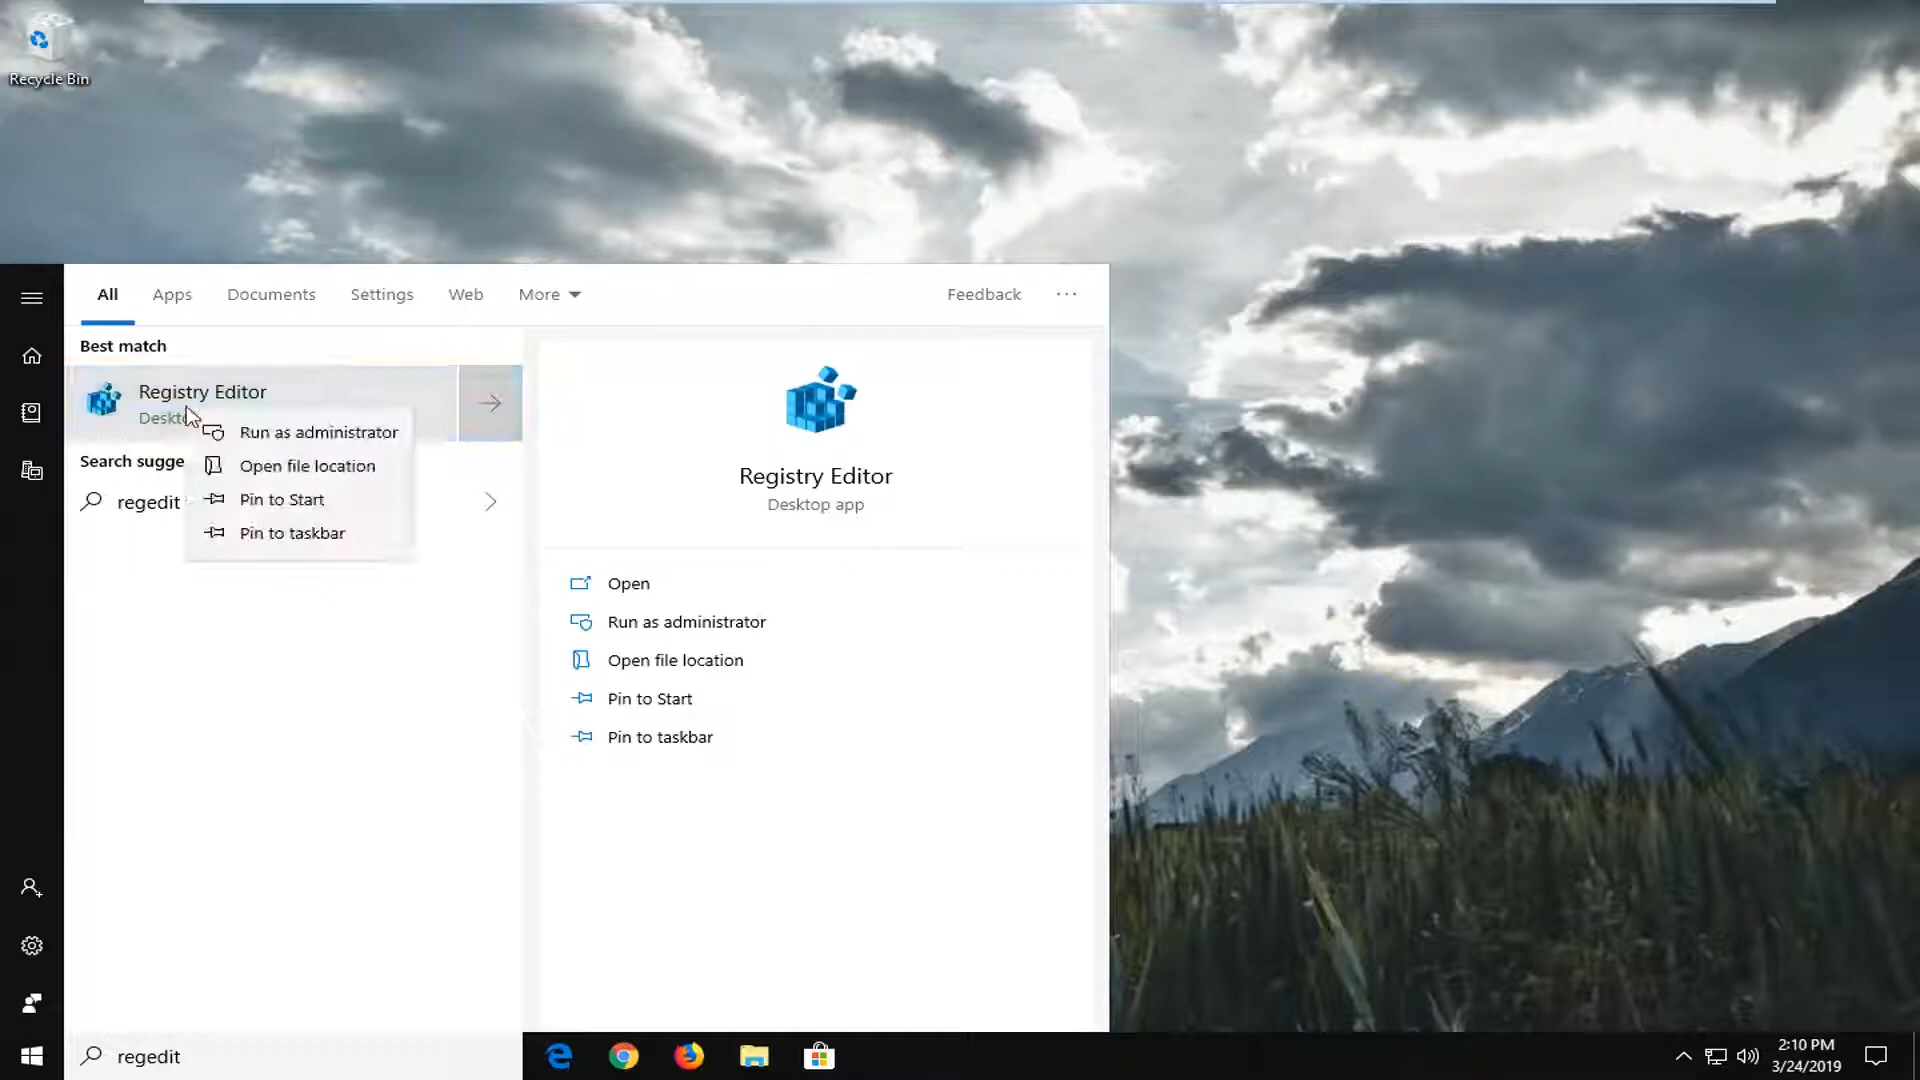 Recycle Bin
All Apps Documents Settings Web More Feedback
Best match
Registry Editor
Run as administrator
Open file location
Pin to Start
Pin to taskbar
regedit
Registry Editor
Desktop app
Open
Run as administrator
Open file location
Pin to Start
Pin to taskbar
regedit
2:10 PM
3/24/2019